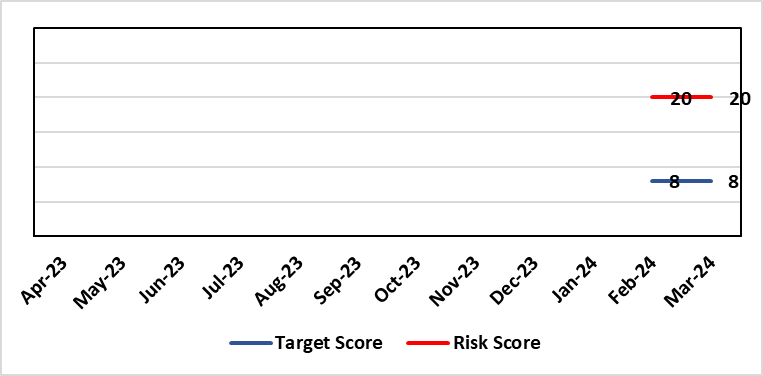 20 20
8 8
Apr-23 May-23 Jun-23 Jul-23 Aug-23 Sep-23 Oct-23 Nov-23 Dec-23 Jan-24 Feb-24 Mar-24
Target Score Risk Score